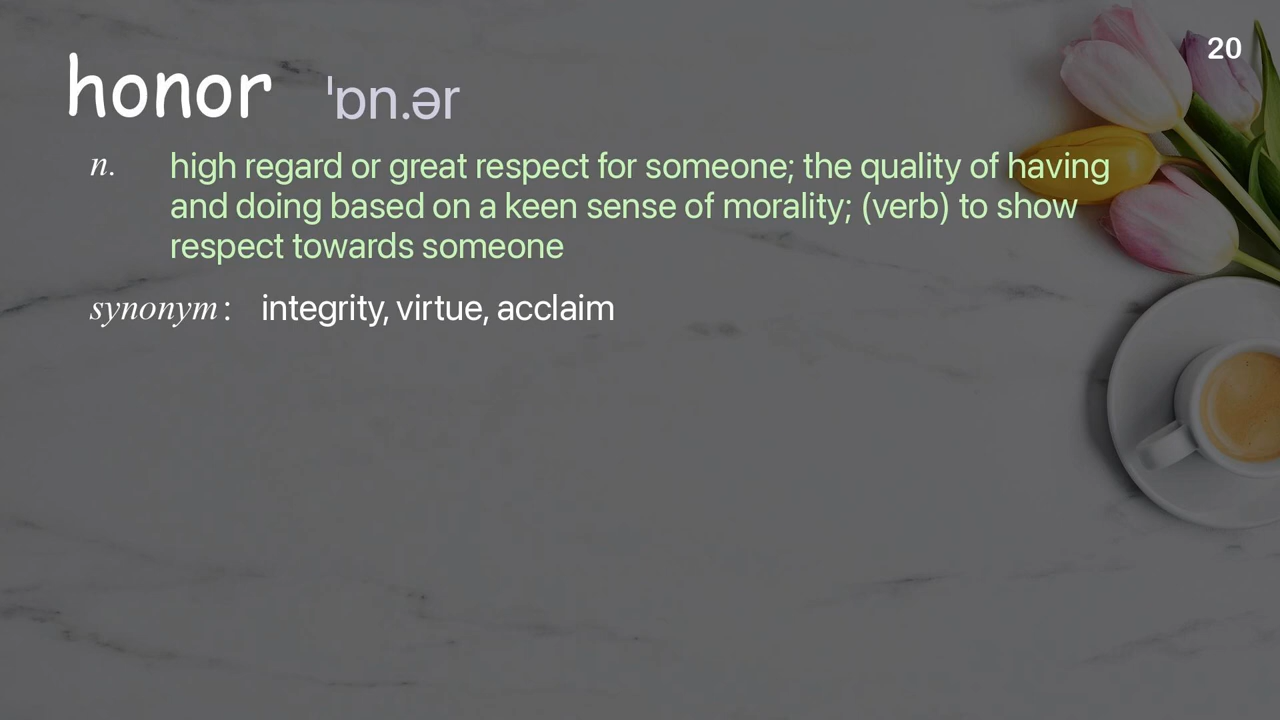 20
honor ˈɒn.ər
n. high regard or great respect for someone; the quality of having
and doing based on a keen sense of morality; (verb) to show
respect towards someone
synonym: integrity, virtue, acclaim